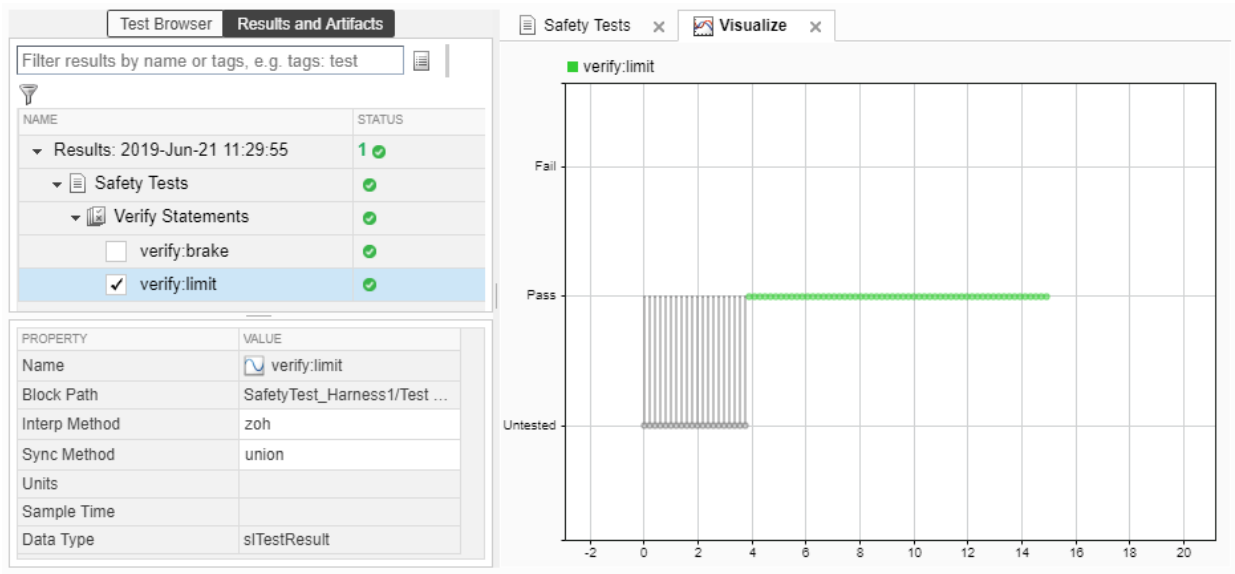 Test Browser Results and Artifacts
Filter results by name or tags, e.g. tags: test
NAME STATUS
Results: 2019-Jun-21 11:29:55 1
Safety Tests
Verify Statements
verify:brake
verify:limit
PROPERTY VALUE
Name verify:limit
Block Path SafetyTest_Harness1/Test ...
Interp Method zoh
Sync Method union
Units
Sample Time
Data Type slTestResult
Safety Tests Visualize
verify:limit
Fail
Pass
Untested
-2 0 2 4 6 8 10 12 14 16 18 20